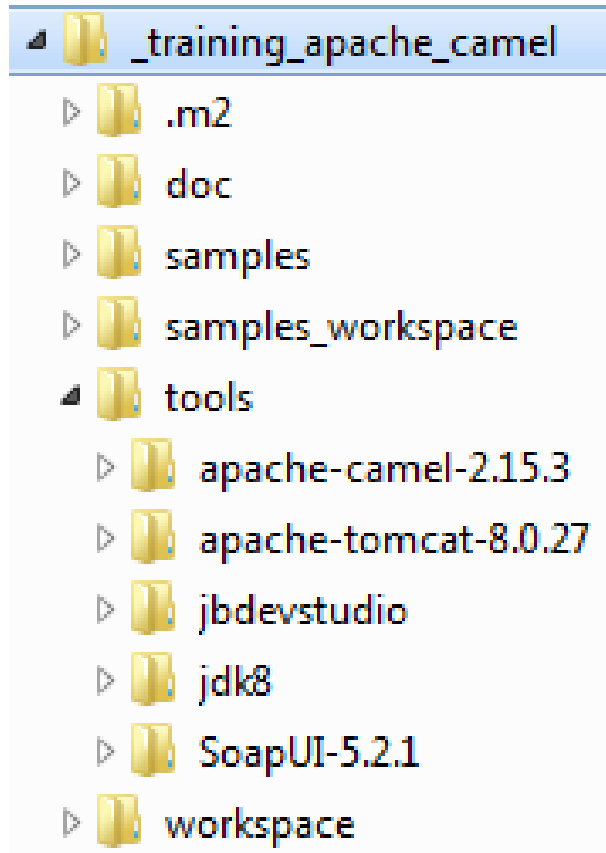 _training_apache_camel
.m2
doc
samples
samples_workspace
tools
apache-camel-2.15.3
apache-tomcat-8.0.27
jbdevstudio
jdk8
SoapUI-5.2.1
workspace